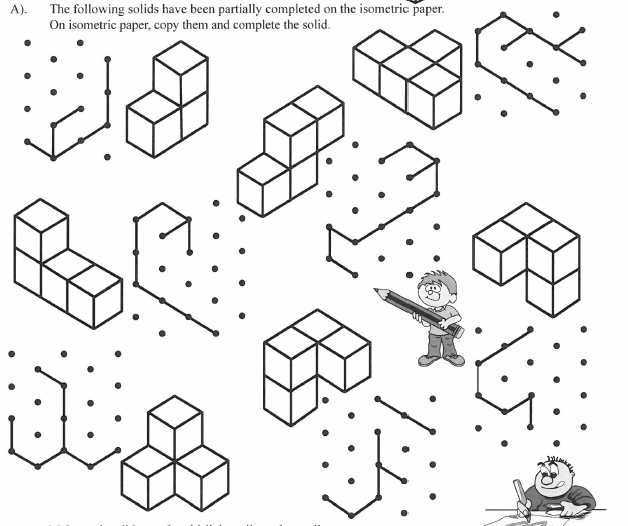 A). The following solids have been partially completed on the isometric paper.
On isometric paper, copy them and complete the solid.